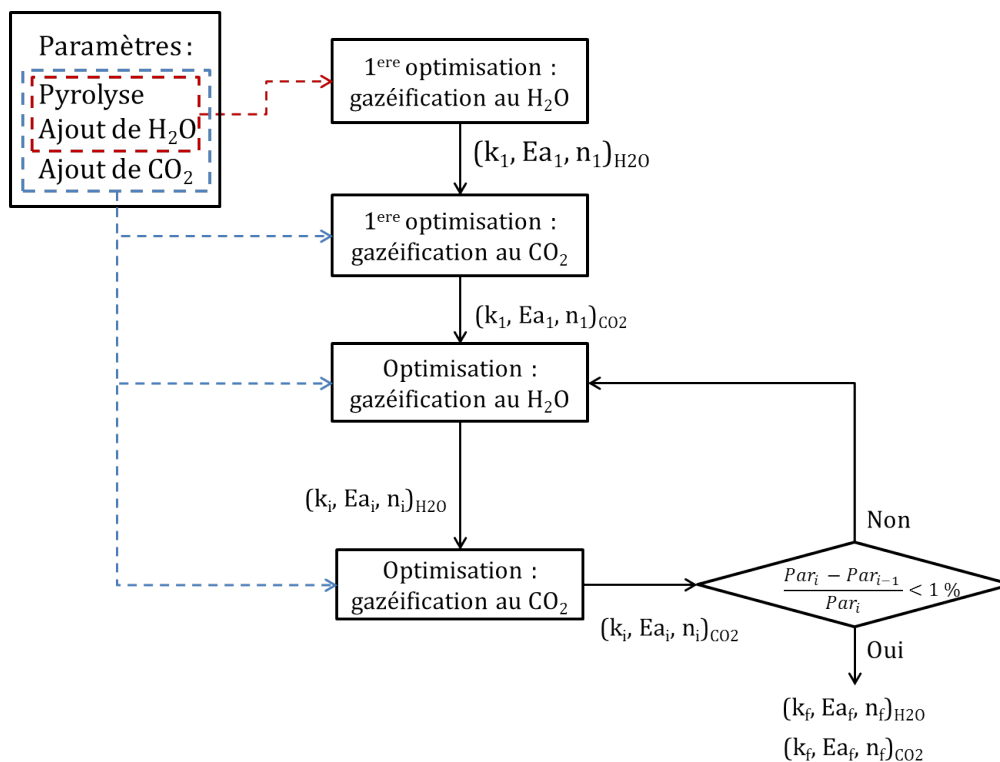 Paramètres :
Pyrolyse
Ajout de H₂O
Ajout de CO₂
1ᵉʳᵉ optimisation :
gazéification au H₂O
(k₁, Ea₁, n₁)H2O
1ᵉʳᵉ optimisation :
gazéification au CO₂
(k₁, Ea₁, n₁)CO2
Optimisation :
gazéification au H₂O
(kᵢ, Eaᵢ, nᵢ)H2O
Optimisation :
gazéification au CO₂
(kᵢ, Eaᵢ, nᵢ)CO2
Non
Parᵢ − Parᵢ₋₁
Parᵢ
< 1 %
Oui
(kf, Eaf, nf)H2O
(kf, Eaf, nf)CO2